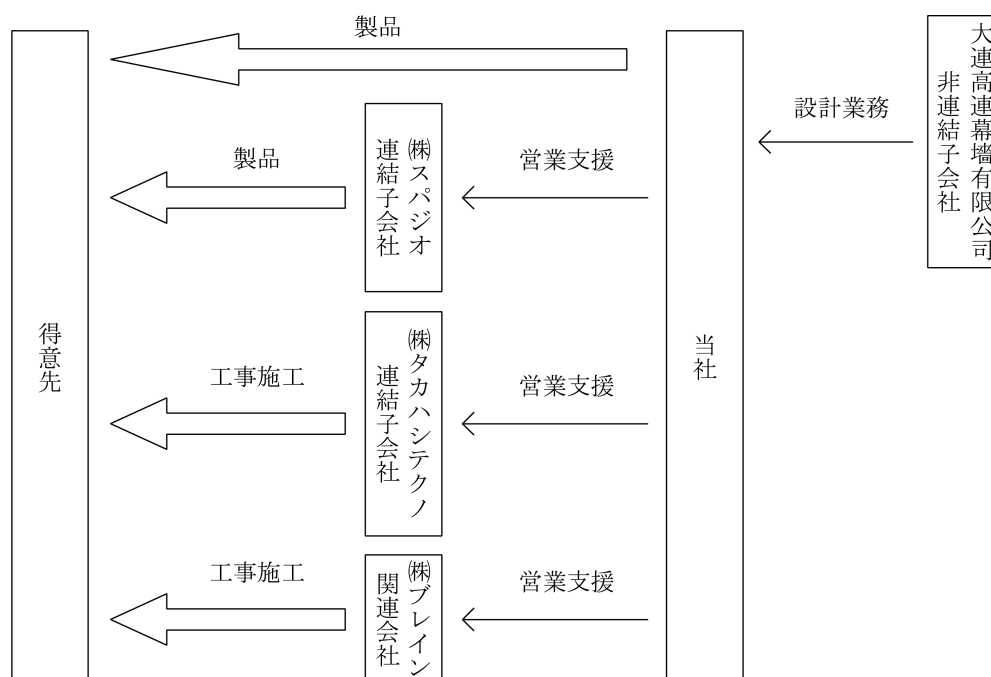 製品
設計業務
大連高連幕墻有限公司
非連結子会社
製品
㈱スパジオ
連結子会社
営業支援
得意先
当社
工事施工
㈱タカハシテクノ
連結子会社
営業支援
工事施工
㈱ブレイン
関連会社
営業支援